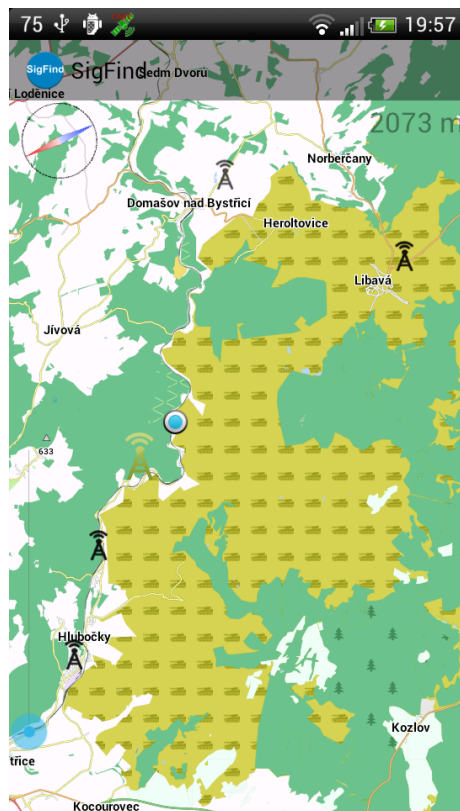 75
19:57
SigFind
SigFind
Sedm Dvorů
í Loděnice
2073 m
Norberčany
Domašov nad Bystřicí
Heroltovice
Libavá
Jívová
633
Hlubočky
Kozlov
třice
Kocourovec